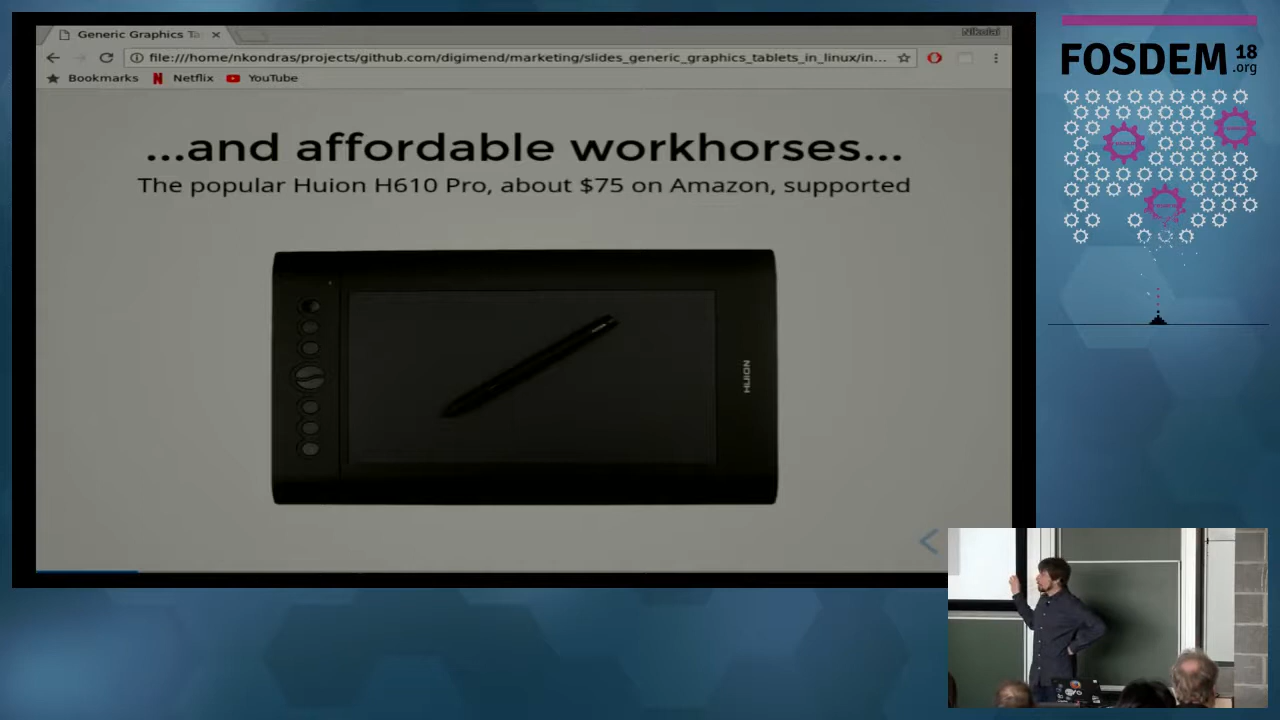 Generic Graphics Ta
Nikolai
file:///home/nkondras/projects/github.com/digimend/marketing/slides_generic_graphics_tablets_in_linux/in...
Bookmarks Netflix YouTube
...and affordable workhorses...
The popular Huion H610 Pro, about $75 on Amazon, supported
HUION
FOSDEM 18
.org